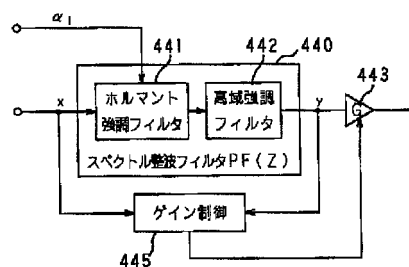 α₁
441
442
440
443
x
ホルマント
強調フィルタ
高域強調
フィルタ
y
G
スペクトル整波フィルタPF(Z)
ゲイン制御
445